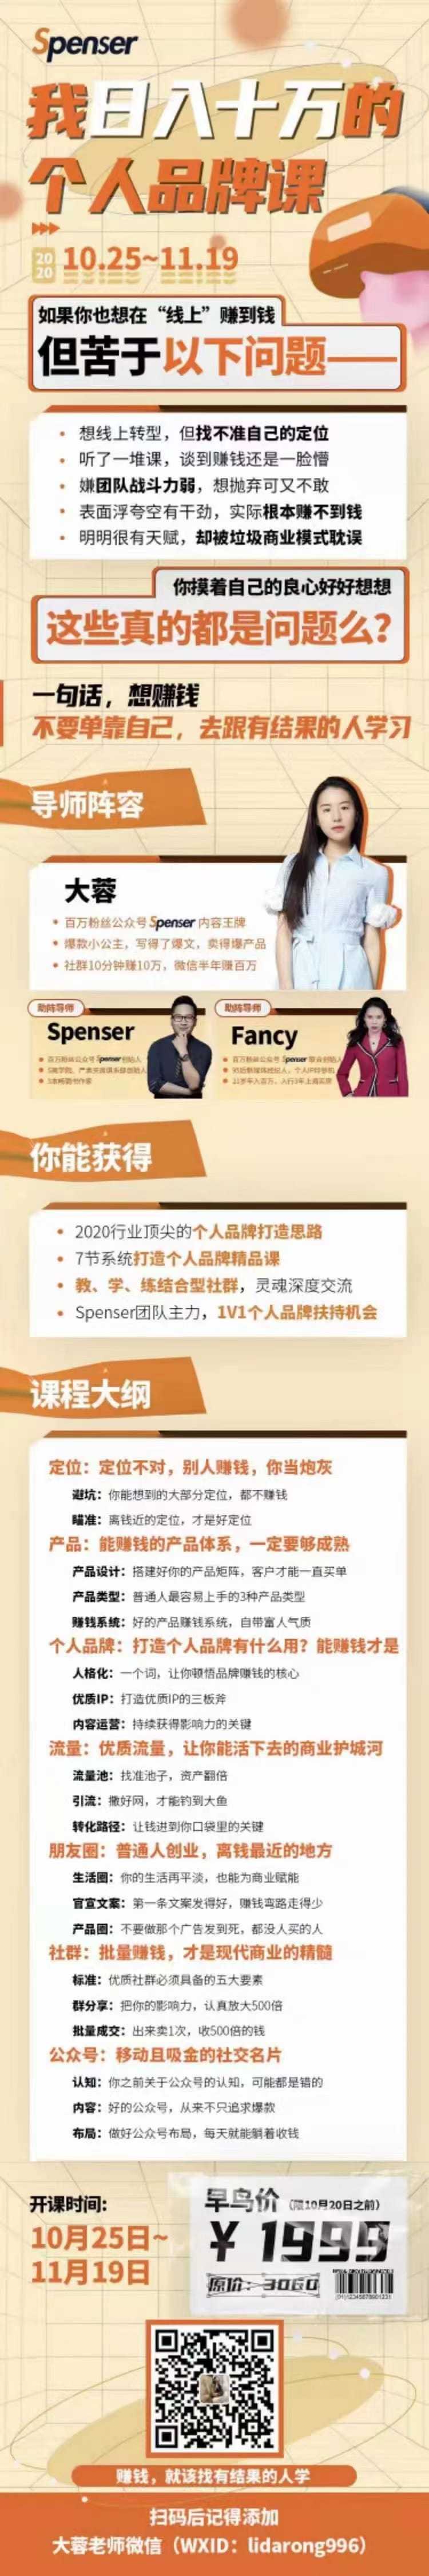 Spenser
我日入十万的
个人品牌课
2020 10.25~11.19
如果你也想在“线上”赚到钱
但苦于以下问题——
• 想线上转型，但找不准自己的定位
• 听了一堆课，谈到赚钱还是一脸懵
• 嫌团队战斗力弱，想抛弃可又不敢
• 表面浮夸空有干劲，实际根本赚不到钱
• 明明很有天赋，却被垃圾商业模式耽误
你摸着自己的良心好好想想
这些真的都是问题么？
一句话，想赚钱
不要单靠自己，去跟有结果的人学习
导师阵容
大蓉
• 百万粉丝公众号Spenser内容王牌
• 爆款小公主，写得了爆文，卖得爆产品
• 社群10分钟赚10万，微信半年赚百万
助阵导师
Spenser
• 百万粉丝公众号Spenser创始人
助阵导师
Fancy
你能获得
• 2020行业顶尖的个人品牌打造思路
• 7节系统打造个人品牌精品课
• 教、学、练结合型社群，灵魂深度交流
• Spenser团队主力，1V1个人品牌扶持机会
课程大纲
定位：定位不对，别人赚钱，你当炮灰
避坑：你能想到的大部分定位，都不赚钱
瞄准：离钱近的定位，才是好定位
产品：能赚钱的产品体系，一定要够成熟
产品设计：搭建好你的产品矩阵，客户才能一直买单
产品类型：普通人最容易上手的3种产品类型
赚钱系统：好的产品赚钱系统，自带富人气质
个人品牌：打造个人品牌有什么用？能赚钱才是
人格化：一个词，让你顿悟品牌赚钱的核心
优质IP：打造优质IP的三板斧
内容运营：持续获得影响力的关键
流量：优质流量，让你能活下去的商业护城河
流量池：找准池子，资产翻倍
引流：撒好网，才能钓到大鱼
转化路径：让钱进到你口袋里的关键
朋友圈：普通人创业，离钱最近的地方
生活圈：你的生活再平淡，也能为商业赋能
官宣文案：第一条文案发得好，赚钱弯路走得少
产品圈：不要做那个广告发到死，都没人买的人
社群：批量赚钱，才是现代商业的精髓
标准：优质社群必须具备的五大要素
群分享：把你的影响力，认真放大500倍
批量成交：出来卖1次，收500倍的钱
公众号：移动且吸金的社交名片
认知：你之前关于公众号的认知，可能都是错的
内容：好的公众号，从来不只追求爆款
布局：做好公众号布局，每天就能躺着收钱
开课时间:
10月25日~
11月19日
早鸟价（限10月20日之前）
¥ 1999
原价：3060
赚钱，就该找有结果的人学
扫码后记得添加
大蓉老师微信（WXID：lidarong996）